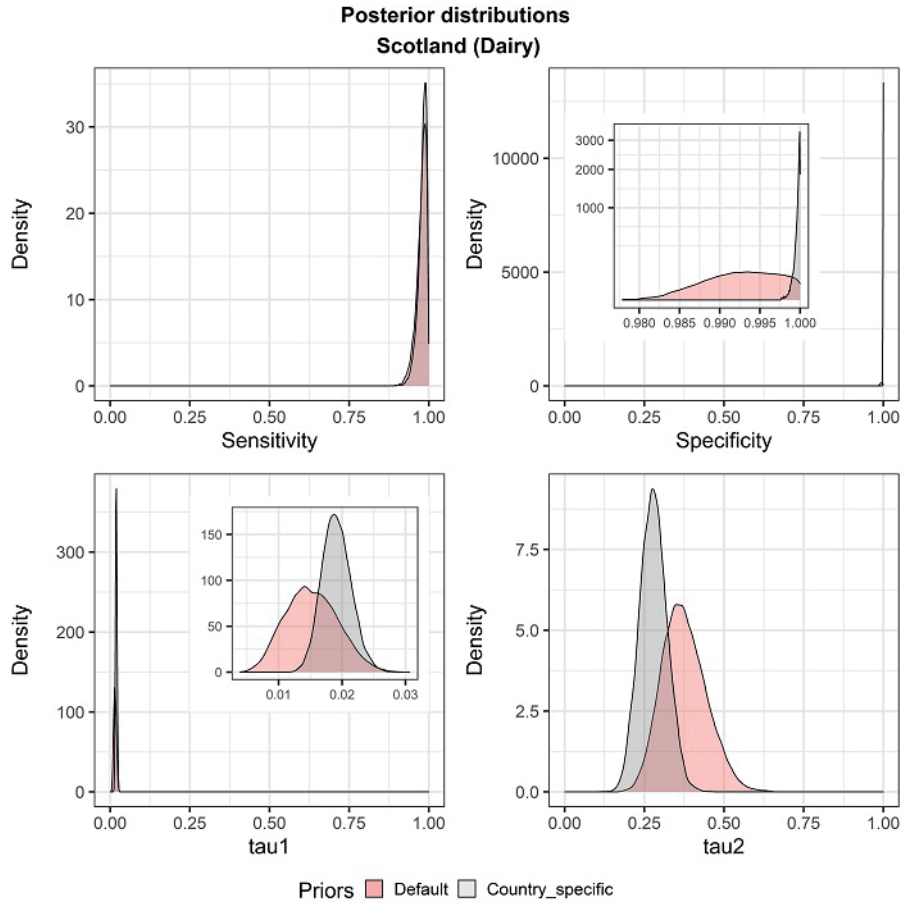 Posterior distributions
Scotland (Dairy)
Density
30
20
10
0
0.00 0.25 0.50 0.75 1.00
Sensitivity
Density
10000
5000
0
3000
2000
1000
0.980 0.985 0.990 0.995 1.000
0.00 0.25 0.50 0.75 1.00
Specificity
Density
300
200
100
0
150
100
50
0
0.01 0.02 0.03
0.00 0.25 0.50 0.75 1.00
tau1
Density
7.5
5.0
2.5
0.0
0.00 0.25 0.50 0.75 1.00
tau2
Priors Default Country_specific